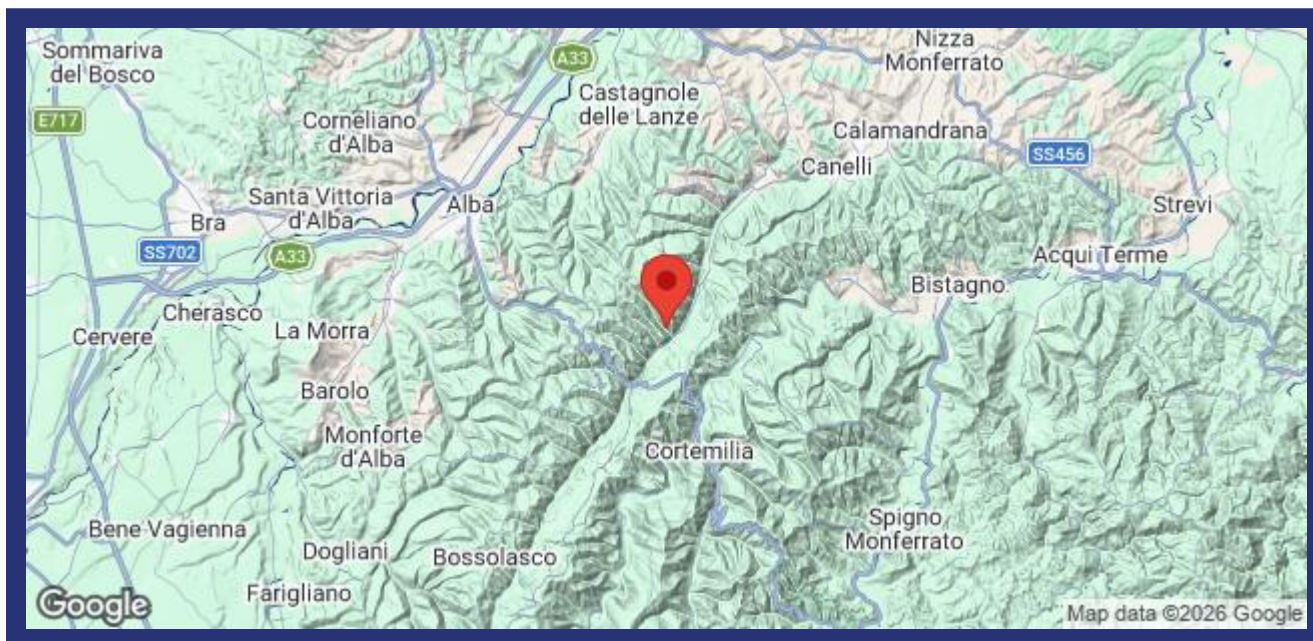 Sommariva
del Bosco
A33
Nizza
Monferrato
Castagnole
delle Lanze
E717
Corneliano
d'Alba
Calamandrana
SS456
Canelli
Santa Vittoria
d'Alba
Alba
Bra
Strevi
SS702
A33
Acqui Terme
Bistagno
Cherasco
La Morra
Cervere
Barolo
Monforte
d'Alba
Cortemilia
Bene Vagienna
Spigno
Monferrato
Dogliani
Bossolasco
Farigliano
Google
Map data ©2026 Google